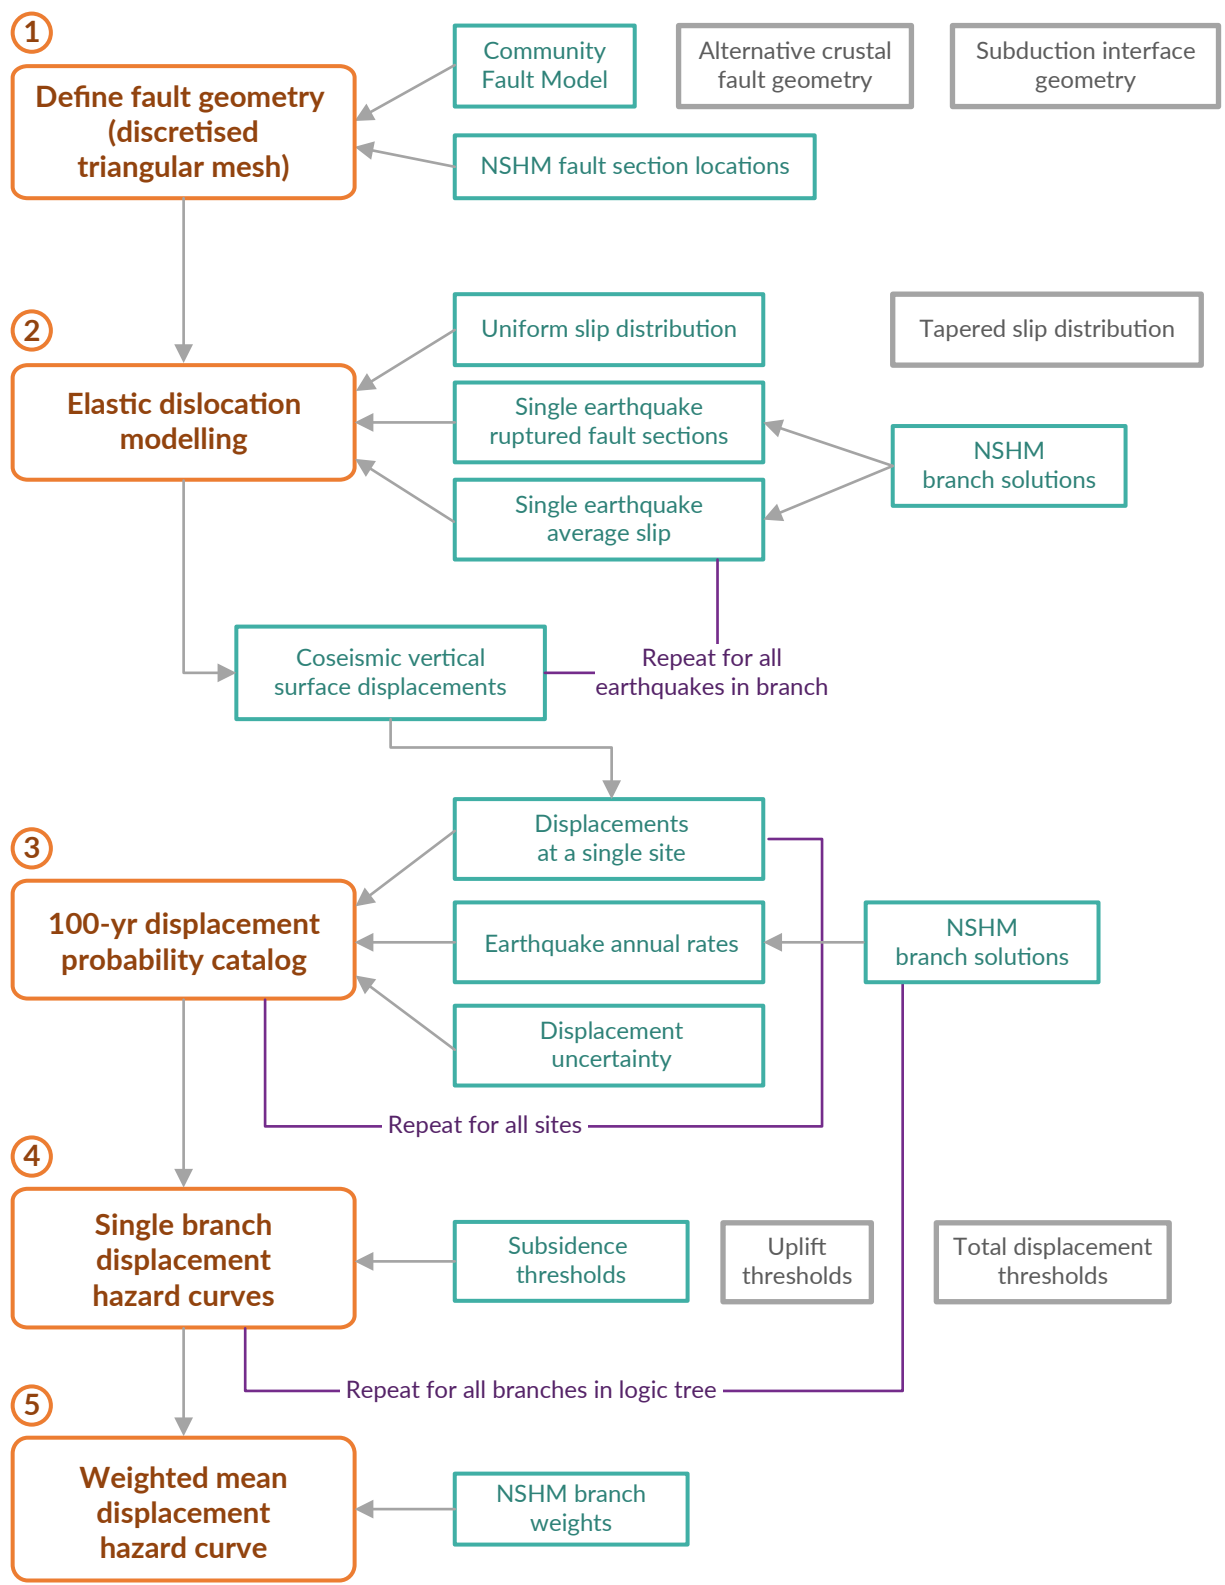 1
Define fault geometry
(discretised
triangular mesh)
Community
Fault Model
Alternative crustal
fault geometry
Subduction interface
geometry
NSHM fault section locations
2
Elastic dislocation
modelling
Uniform slip distribution
Tapered slip distribution
Single earthquake
ruptured fault sections
Single earthquake
average slip
NSHM
branch solutions
Coseismic vertical
surface displacements
Repeat for all
earthquakes in branch
3
100-yr displacement
probability catalog
Displacements
at a single site
Earthquake annual rates
Displacement
uncertainty
NSHM
branch solutions
Repeat for all sites
4
Single branch
displacement
hazard curves
Subsidence
thresholds
Uplift
thresholds
Total displacement
thresholds
Repeat for all branches in logic tree
5
Weighted mean
displacement
hazard curve
NSHM branch
weights